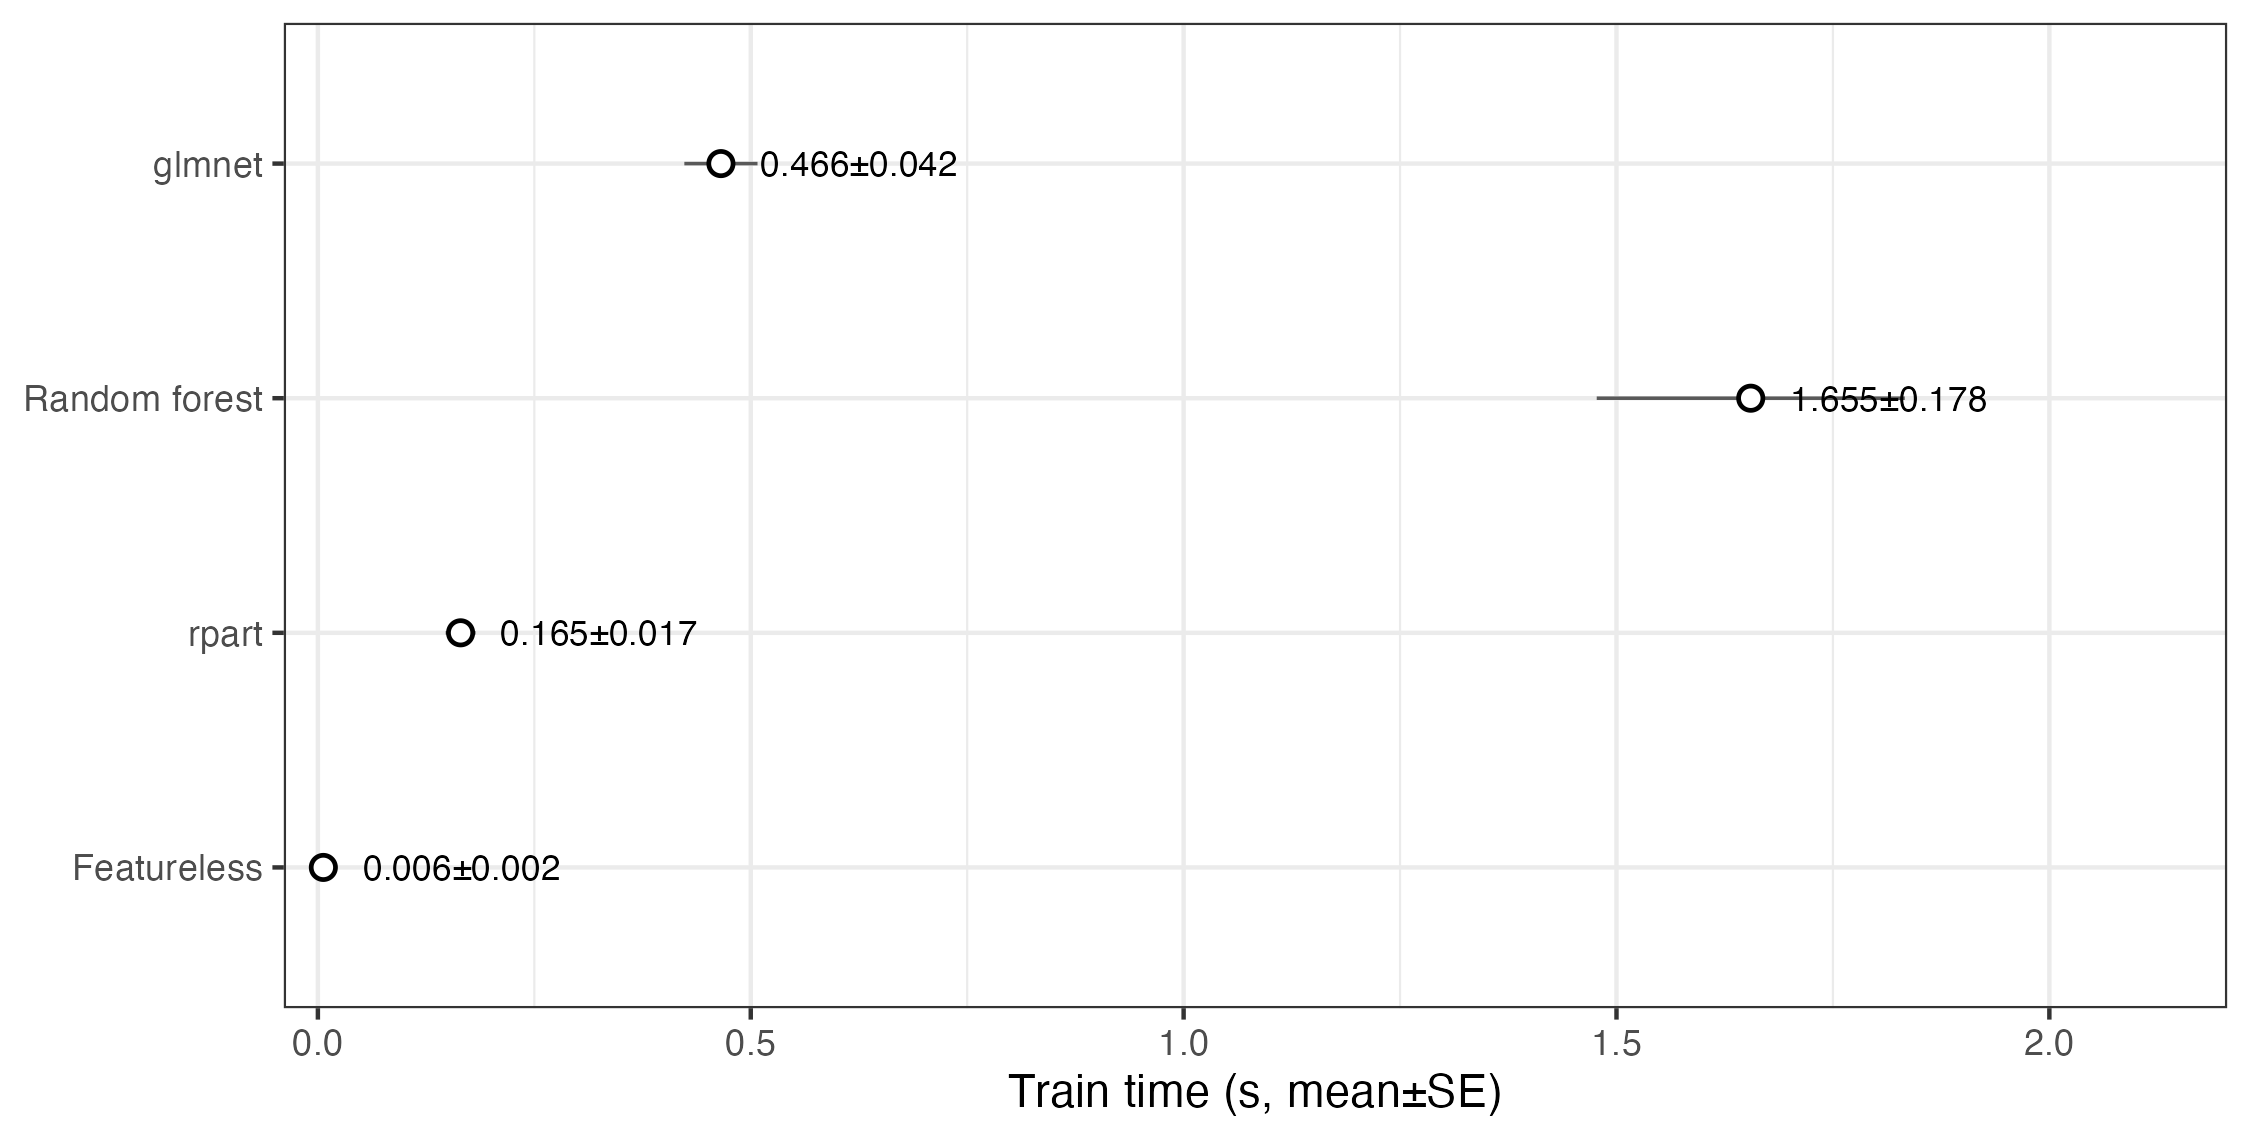 glmnet 0.466±0.042
Random forest 1.655±0.178
rpart 0.165±0.017
Featureless 0.006±0.002
0.0 0.5 1.0 1.5 2.0
Train time (s, mean±SE)